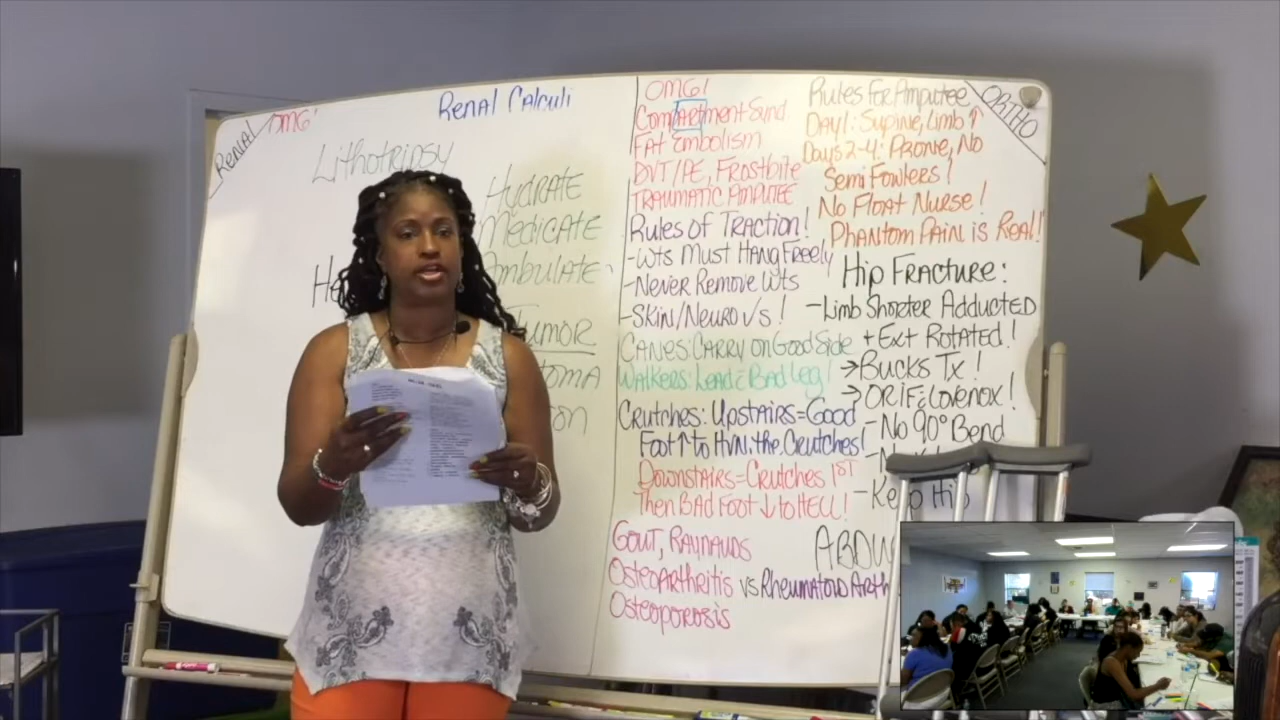 RENAL
OMG!
Renal Calculi
Lithotripsy
Hydrate
Medicate
Ambulate
Tumor
OMG!
Compartment Synd
Fat Embolism
DVT/PE, Frostbite
Traumatic Amputee
Rules of Traction!
-Wts Must Hang Freely
-Never Remove Wts
-Skin/Neuro √s!
Canes: Carry on Good Side
Walkers: Lead c̄ Bad Leg!
Crutches: Upstairs=Good
Foot↑ to HVN. the Crutches!
Downstairs=Crutches 1st
Then Bad Foot ↓ to HELL!
Gout, Raynauds
Osteoarthritis vs Rheumatoid Arth
Osteoporosis
ORTHO
Rules for Amputee
Day 1: Supine, Limb ↑
Days 2-4: Prone, No
Semi Fowlers!
No Float Nurse!
Phantom Pain is Real!
Hip Fracture:
-Limb Shorter Adducted
+ Ext Rotated!
→Bucks Tx!
→ORIF c̄ Lovenox!
-No 90° Bend
-Keep Hip
ABDU